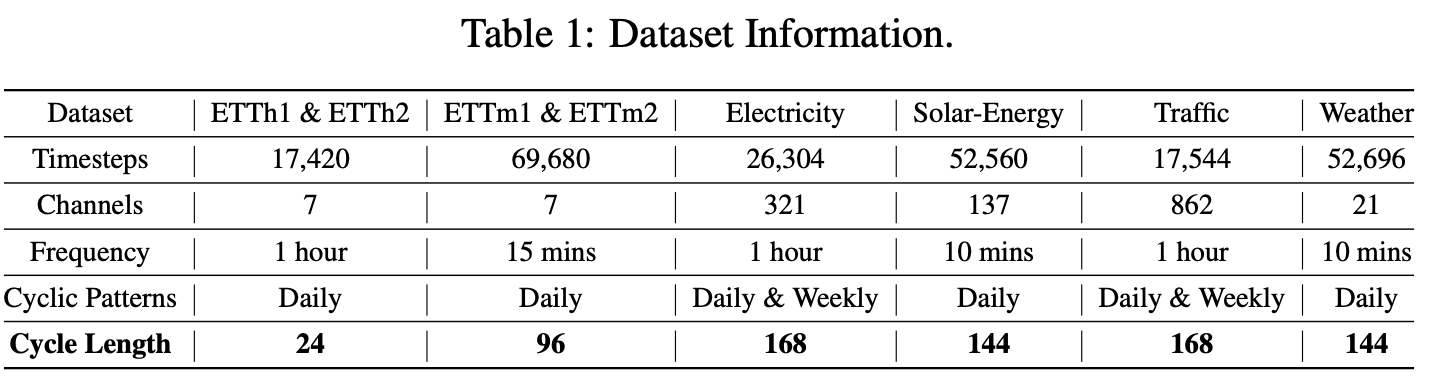 Table 1: Dataset Information.
Dataset ETTh1 & ETTh2 ETTm1 & ETTm2 Electricity Solar-Energy Traffic Weather
Timesteps 17,420 69,680 26,304 52,560 17,544 52,696
Channels 7 7 321 137 862 21
Frequency 1 hour 15 mins 1 hour 10 mins 1 hour 10 mins
Cyclic Patterns Daily Daily Daily & Weekly Daily Daily & Weekly Daily
Cycle Length 24 96 168 144 168 144